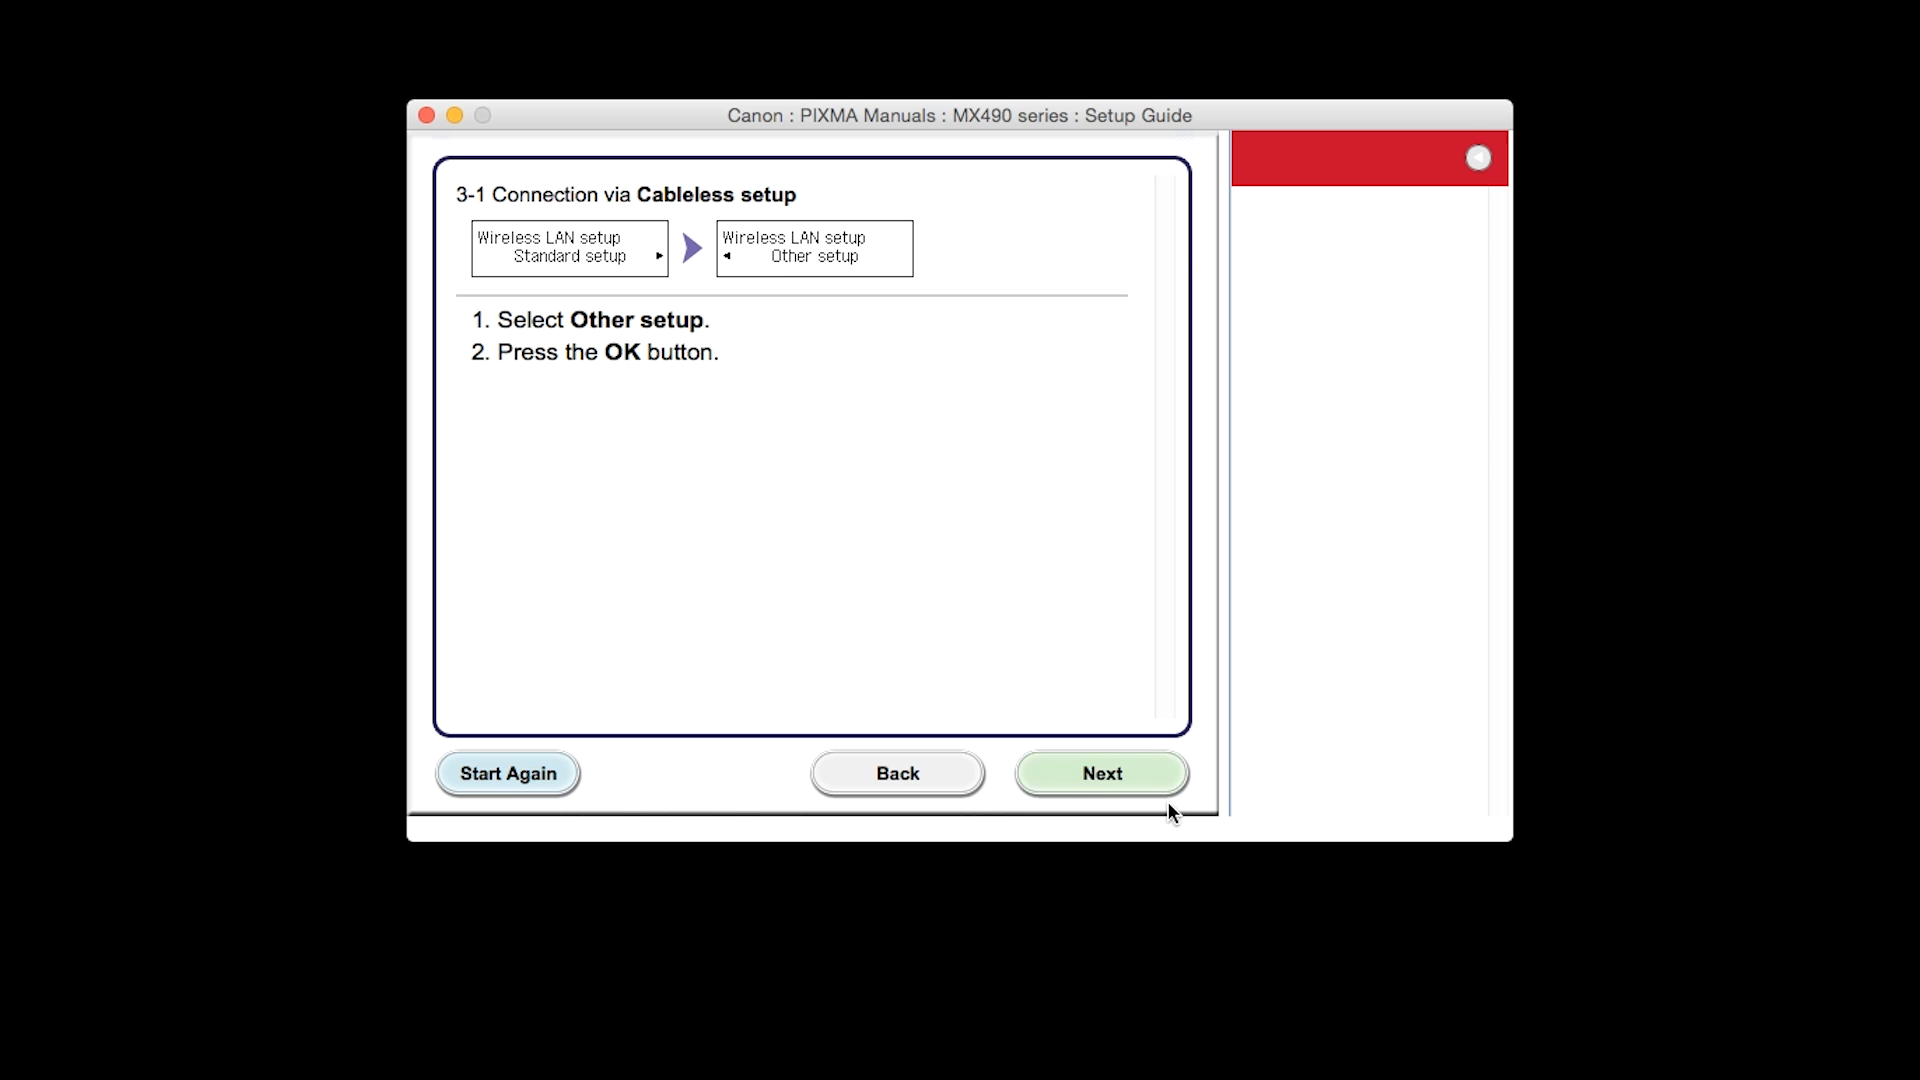 Canon : PIXMA Manuals : MX490 series : Setup Guide
3-1 Connection via Cableless setup
Wireless LAN setup
Standard setup
Wireless LAN setup
Other setup
1. Select Other setup.
2. Press the OK button.
Start Again
Back
Next